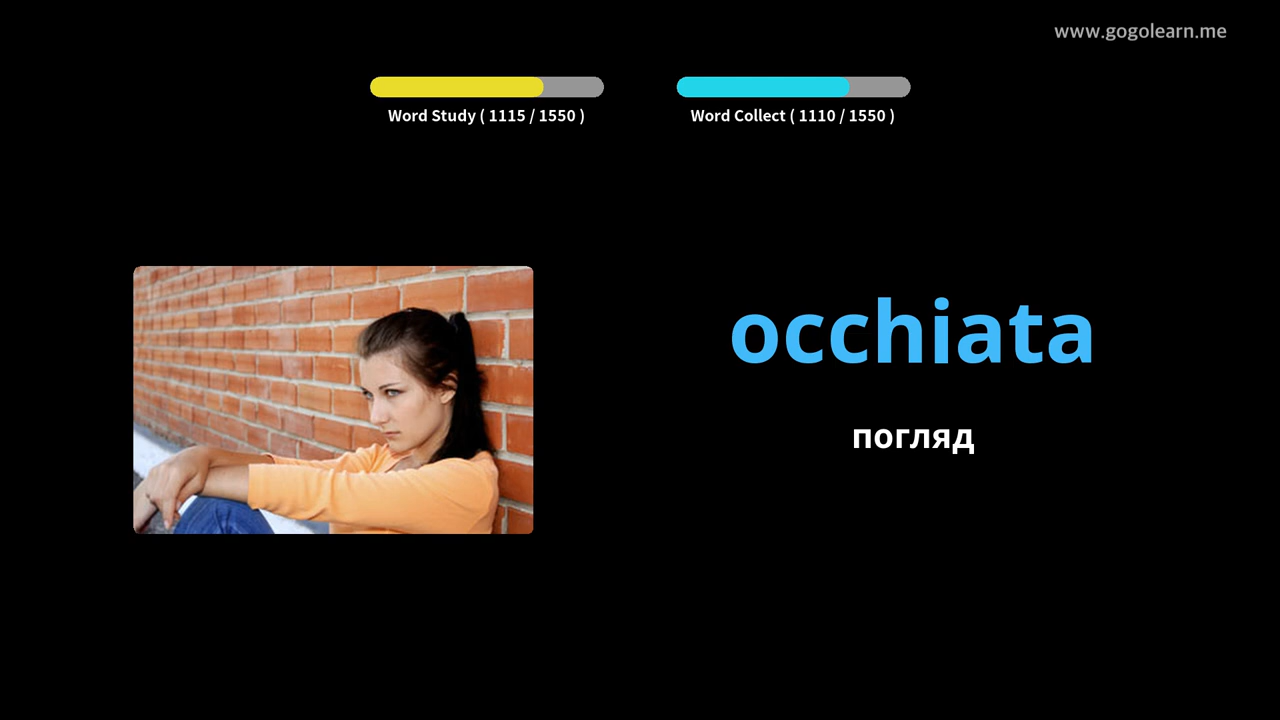 www.gogolearn.me
Word Study ( 1115 / 1550 )
Word Collect ( 1110 / 1550 )
occhiata
погляд